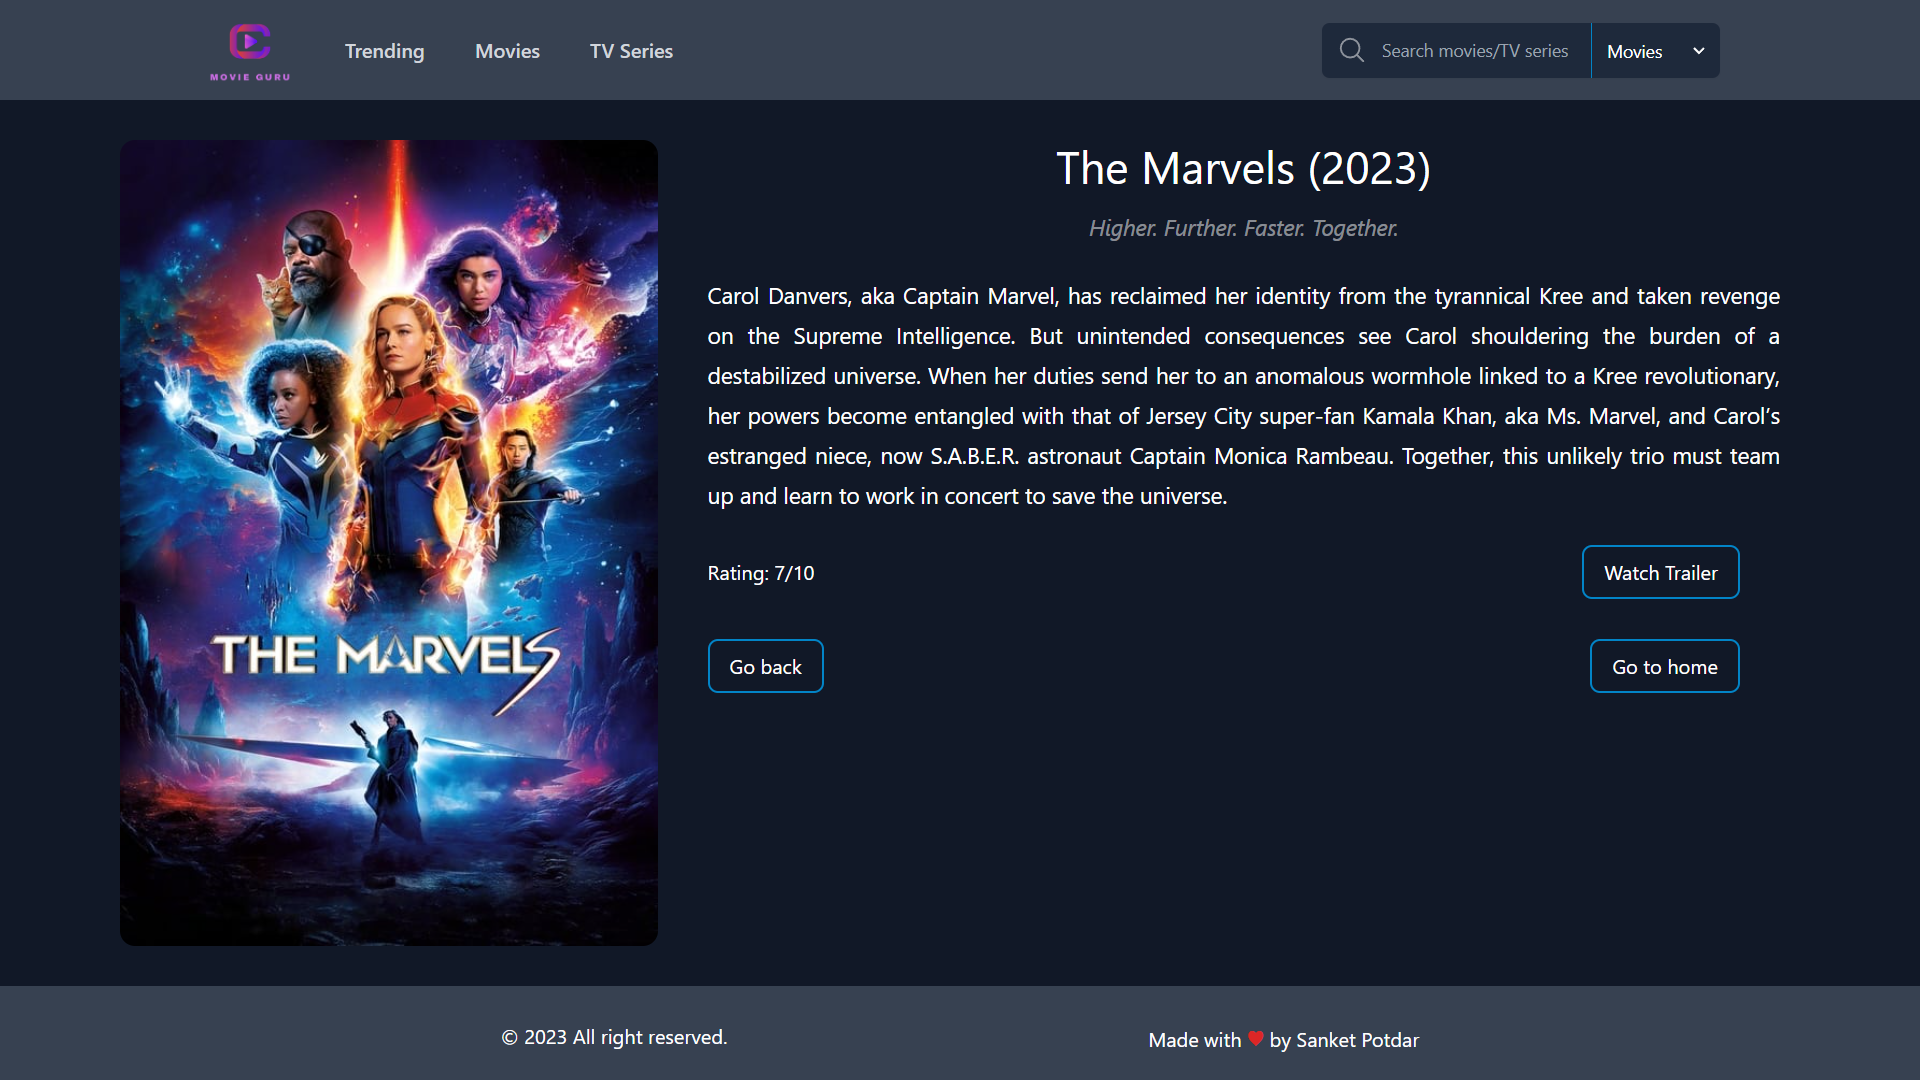 MOVIE GURU
Trending
Movies
TV Series
Search movies/TV series
Movies
THE MARVELS
The Marvels (2023)
Higher. Further. Faster. Together.
Carol Danvers, aka Captain Marvel, has reclaimed her identity from the tyrannical Kree and taken revenge
on the Supreme Intelligence. But unintended consequences see Carol shouldering the burden of a
destabilized universe. When her duties send her to an anomalous wormhole linked to a Kree revolutionary,
her powers become entangled with that of Jersey City super-fan Kamala Khan, aka Ms. Marvel, and Carol’s
estranged niece, now S.A.B.E.R. astronaut Captain Monica Rambeau. Together, this unlikely trio must team
up and learn to work in concert to save the universe.
Rating: 7/10
Watch Trailer
Go back
Go to home
© 2023 All right reserved.
Made with ❤ by Sanket Potdar